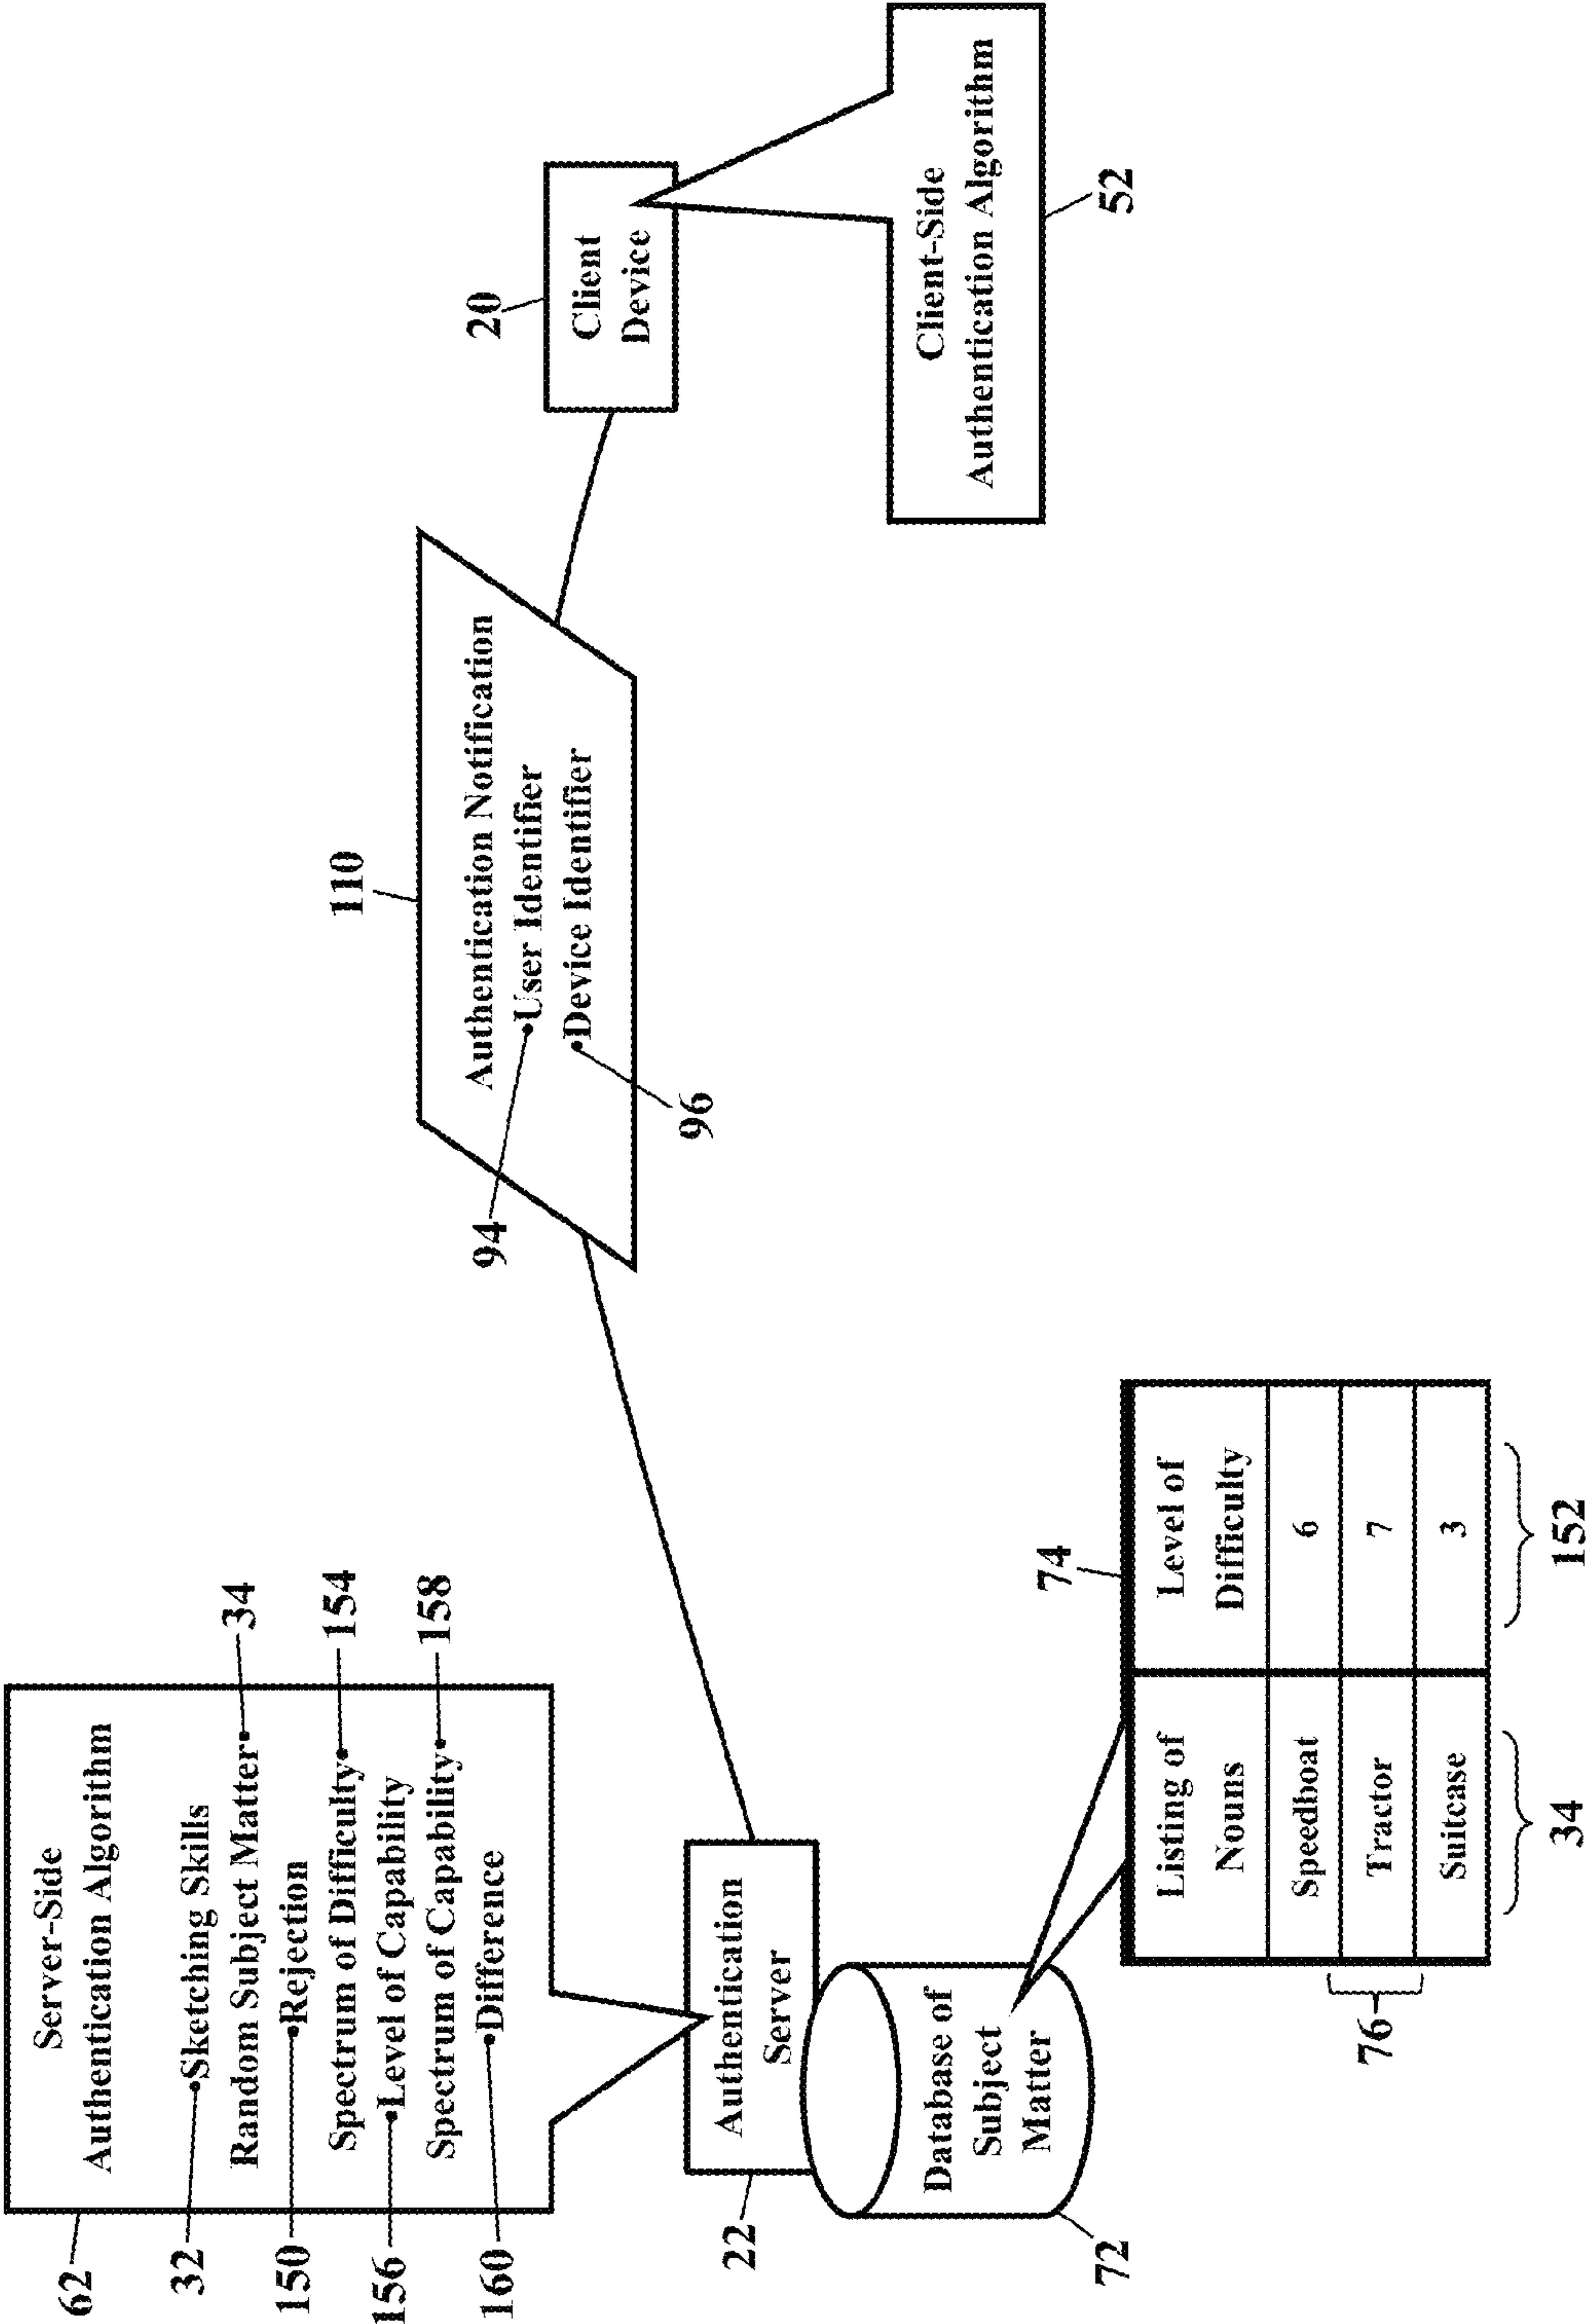 62
Server-Side
Authentication Algorithm
32
Sketching Skills
Random Subject Matter
34
150
Rejection
Spectrum of Difficulty
154
156
Level of Capability
Spectrum of Capability
158
160
Difference
22
Authentication
Server
72
Database of
Subject
Matter
74
Listing of
Nouns
Level of
Difficulty
Speedboat 6
76
Tractor 7
Suitcase 3
34
152
110
Authentication Notification
94
User Identifier
96
Device Identifier
20
Client
Device
Client-Side
Authentication Algorithm
52